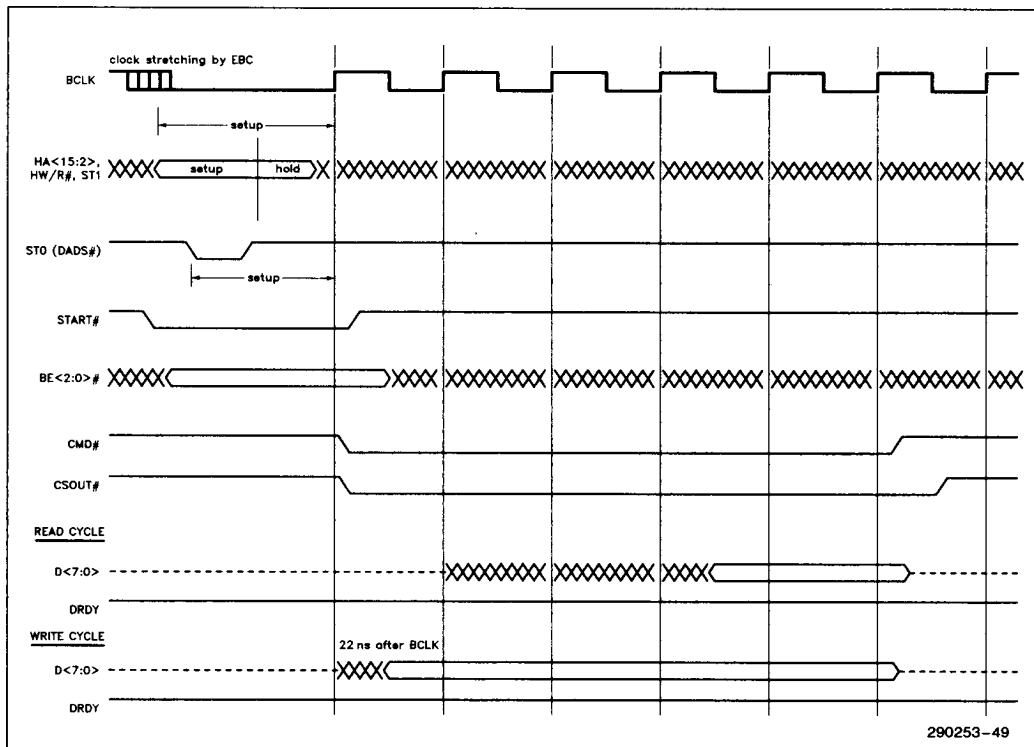 clock stretching by EBC
BCLK
setup
HA<15:2>,
HW/R#, ST1
setup
hold
ST0 (DADS#)
setup
START#
BE<2:0>#
CMD#
CSOUT#
READ CYCLE
D<7:0>
DRDY
WRITE CYCLE
22 ns after BCLK
D<7:0>
DRDY
290253-49